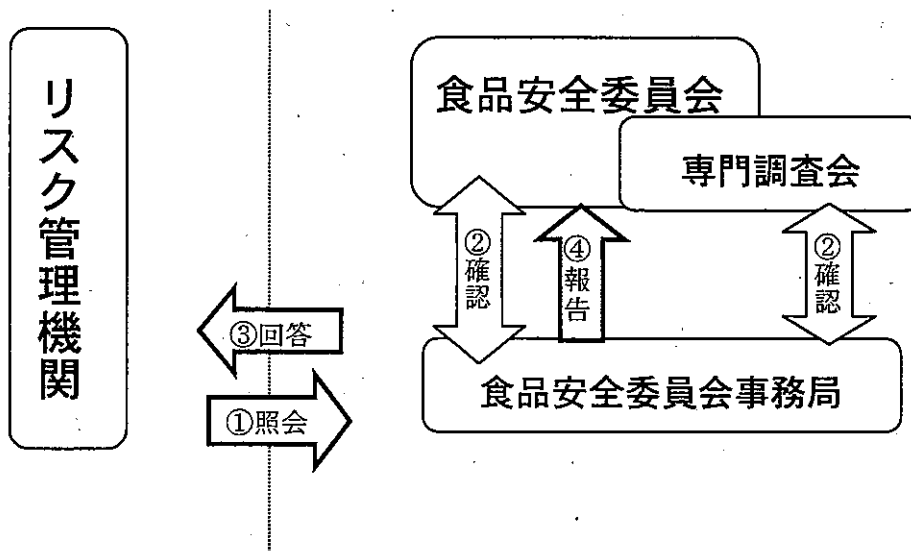 リスク管理機関
食品安全委員会
専門調査会
②確認
④報告
②確認
③回答
①照会
食品安全委員会事務局